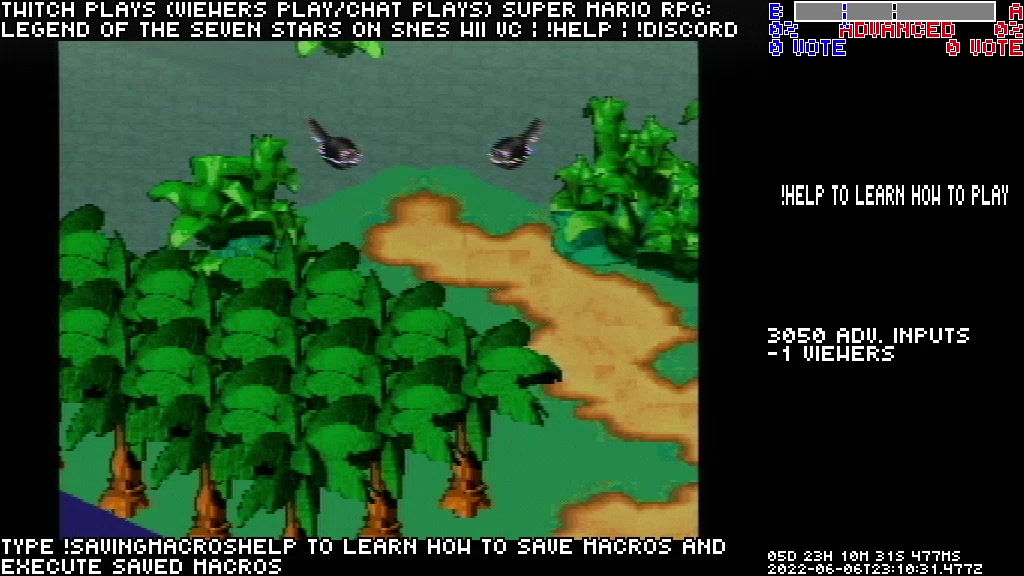 TWITCH PLAYS (VIEWERS PLAY/CHAT PLAYS) SUPER MARIO RPG:
LEGEND OF THE SEVEN STARS ON SNES WII VC | !HELP | !DISCORD
B A
0% ADVANCED 0%
0 VOTE 0 VOTE
!HELP TO LEARN HOW TO PLAY
3050 ADV. INPUTS
-1 VIEWERS
TYPE !SAVINGMACROSHELP TO LEARN HOW TO SAVE MACROS AND
EXECUTE SAVED MACROS
05D 23H 10M 31S 477MS
2022-06-06T23:10:31.477Z